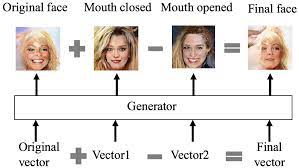 Original face Mouth closed Mouth opened Final face
+ − =
Generator
Original vector + Vector1 − Vector2 = Final vector